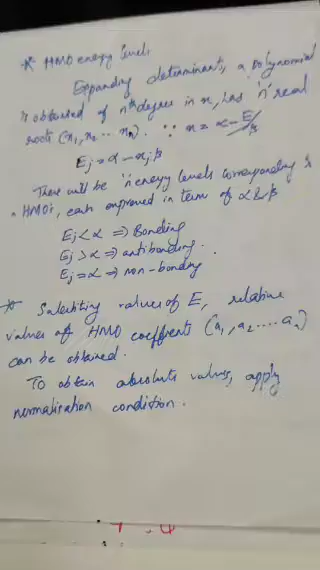 * HMO energy levels
Expanding determinants, a polynomial
is obtained of nth degree in x, has 'n' real
roots (x₁, x₂ ... xₙ). ∵ x = α - E/β
Ej = α - xjβ
There will be 'n' energy levels corresponding to
n HMO's, each expressed in term of α & β
Ej < α ⇒ Bonding
Ej > α ⇒ antibonding.
Ej = α ⇒ non-bonding
* Substituting values of E, relative
values of HMO coefficients (a₁, a₂ .... aₙ)
can be obtained.
To obtain absolute values, apply
normalisation condition.